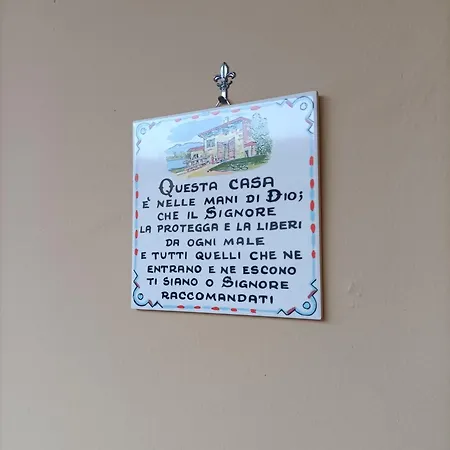 QUESTA CASA
E' NELLE MANI DI DIO;
CHE IL SIGNORE
LA PROTEGGA E LA LIBERI
DA OGNI MALE
E TUTTI QUELLI CHE NE
ENTRANO E NE ESCONO
TI SIANO O SIGNORE
RACCOMANDATI